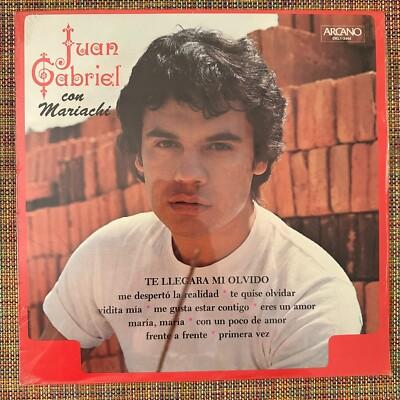 Juan
Gabriel
con
Mariachi
ARCANO
TE LLEGARA MI OLVIDO
me despertó la realidad * te quise olvidar
vidita mía * me gusta estar contigo * eres un amor
maría, maría * con un poco de amor
frente a frente * primera vez